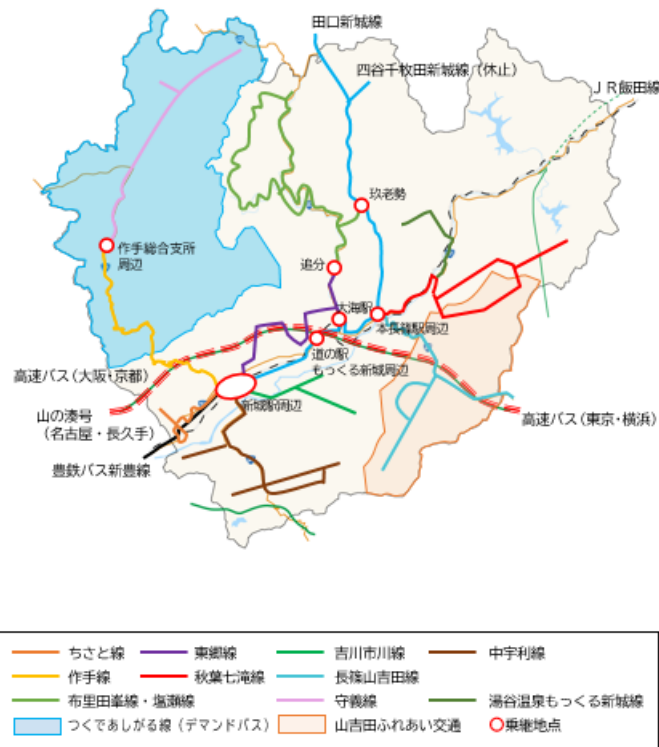 田口新城線
四谷千枚田新城線（休止）
ＪＲ飯田線
玖老勢
作手総合支所
周辺
追分
大海駅
本長篠駅周辺
道の駅
もっくる新城周辺
高速バス（大阪・京都）
新城駅周辺
山の湊号
（名古屋・長久手）
高速バス（東京・横浜）
豊鉄バス新豊線
ちさと線
東郷線
吉川市川線
中宇利線
作手線
秋葉七滝線
長篠山吉田線
布里田峯線・塩瀬線
守義線
湯谷温泉もっくる新城線
つくであしがる線（デマンドバス）
山吉田ふれあい交通
乗継地点